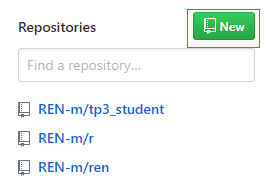 Repositories New
Find a repository...
REN-m/tp3_student
REN-m/r
REN-m/ren